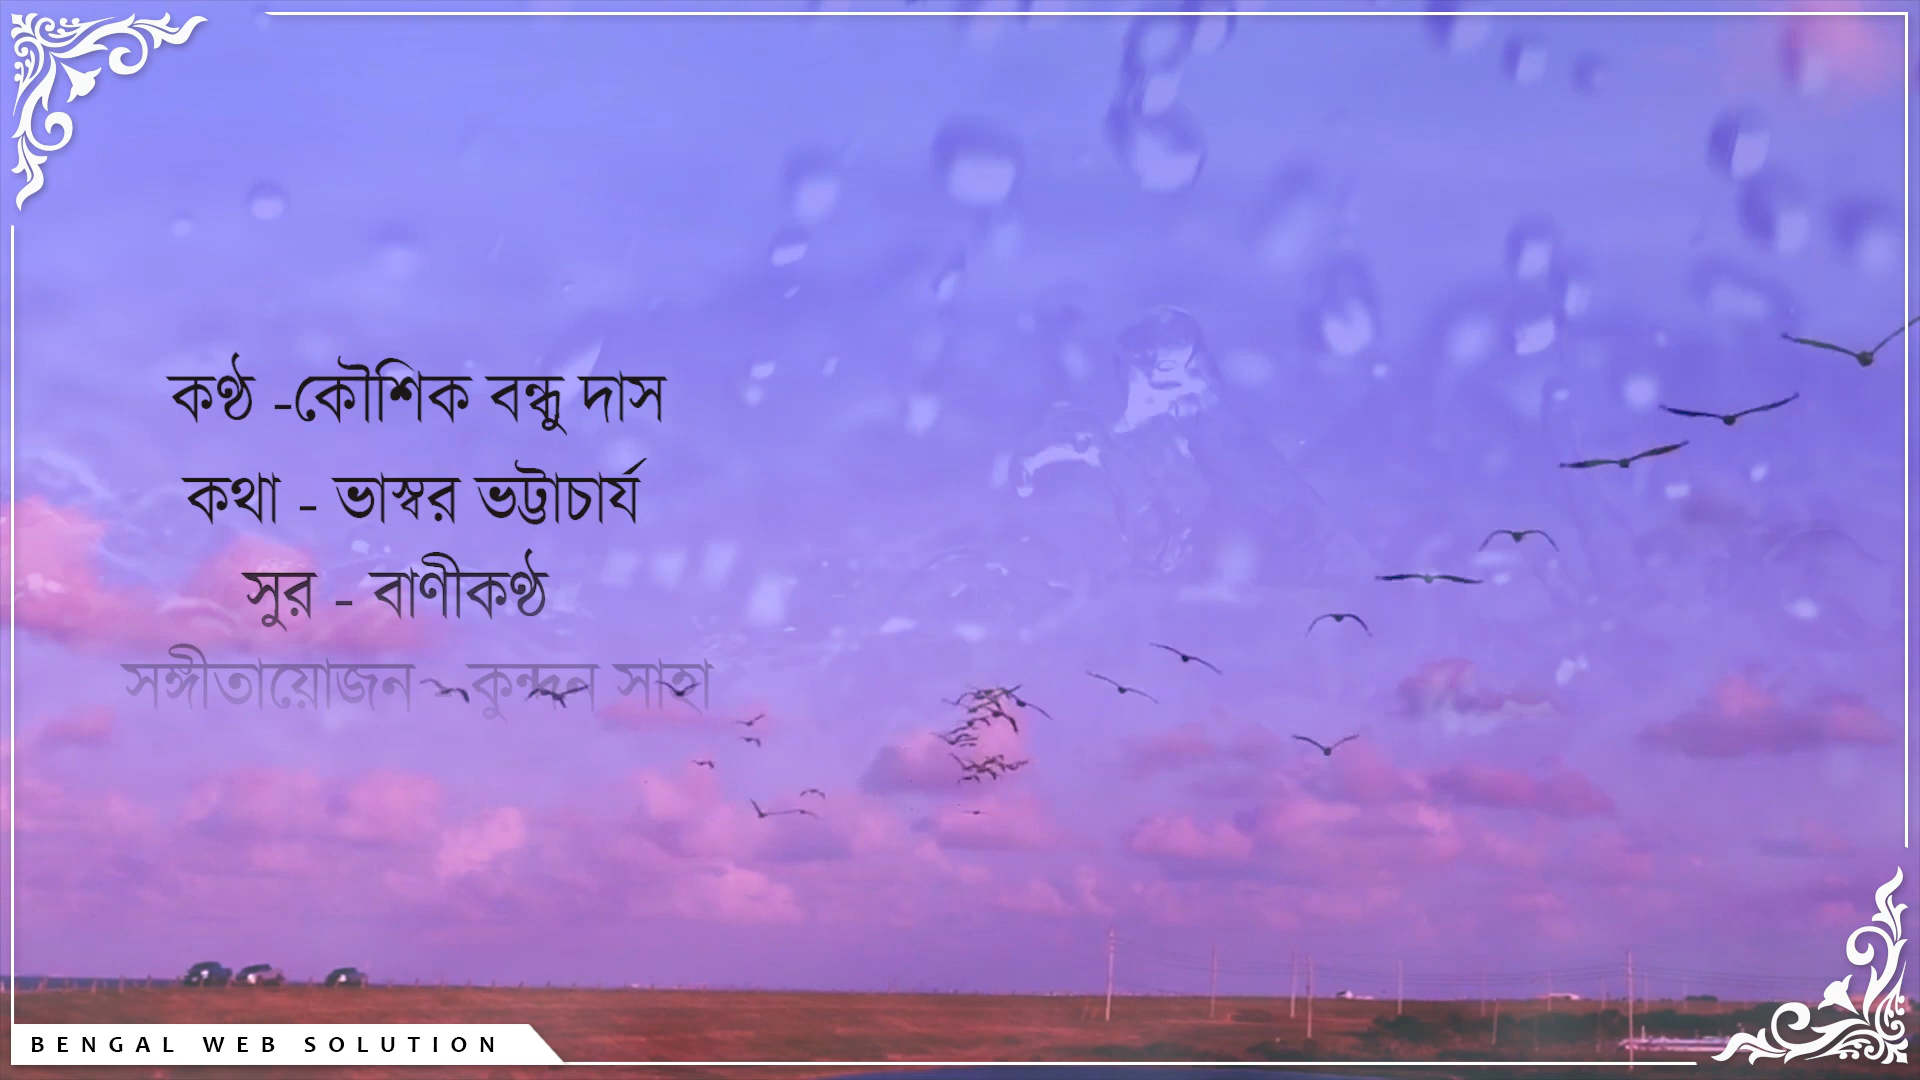 কণ্ঠ -কৌশিক বন্ধু দাস
কথা - ভাস্বর ভট্টাচার্য
সুর - বাণীকণ্ঠ
সঙ্গীতায়োজন - কুন্দন সাহা
BENGAL WEB SOLUTION